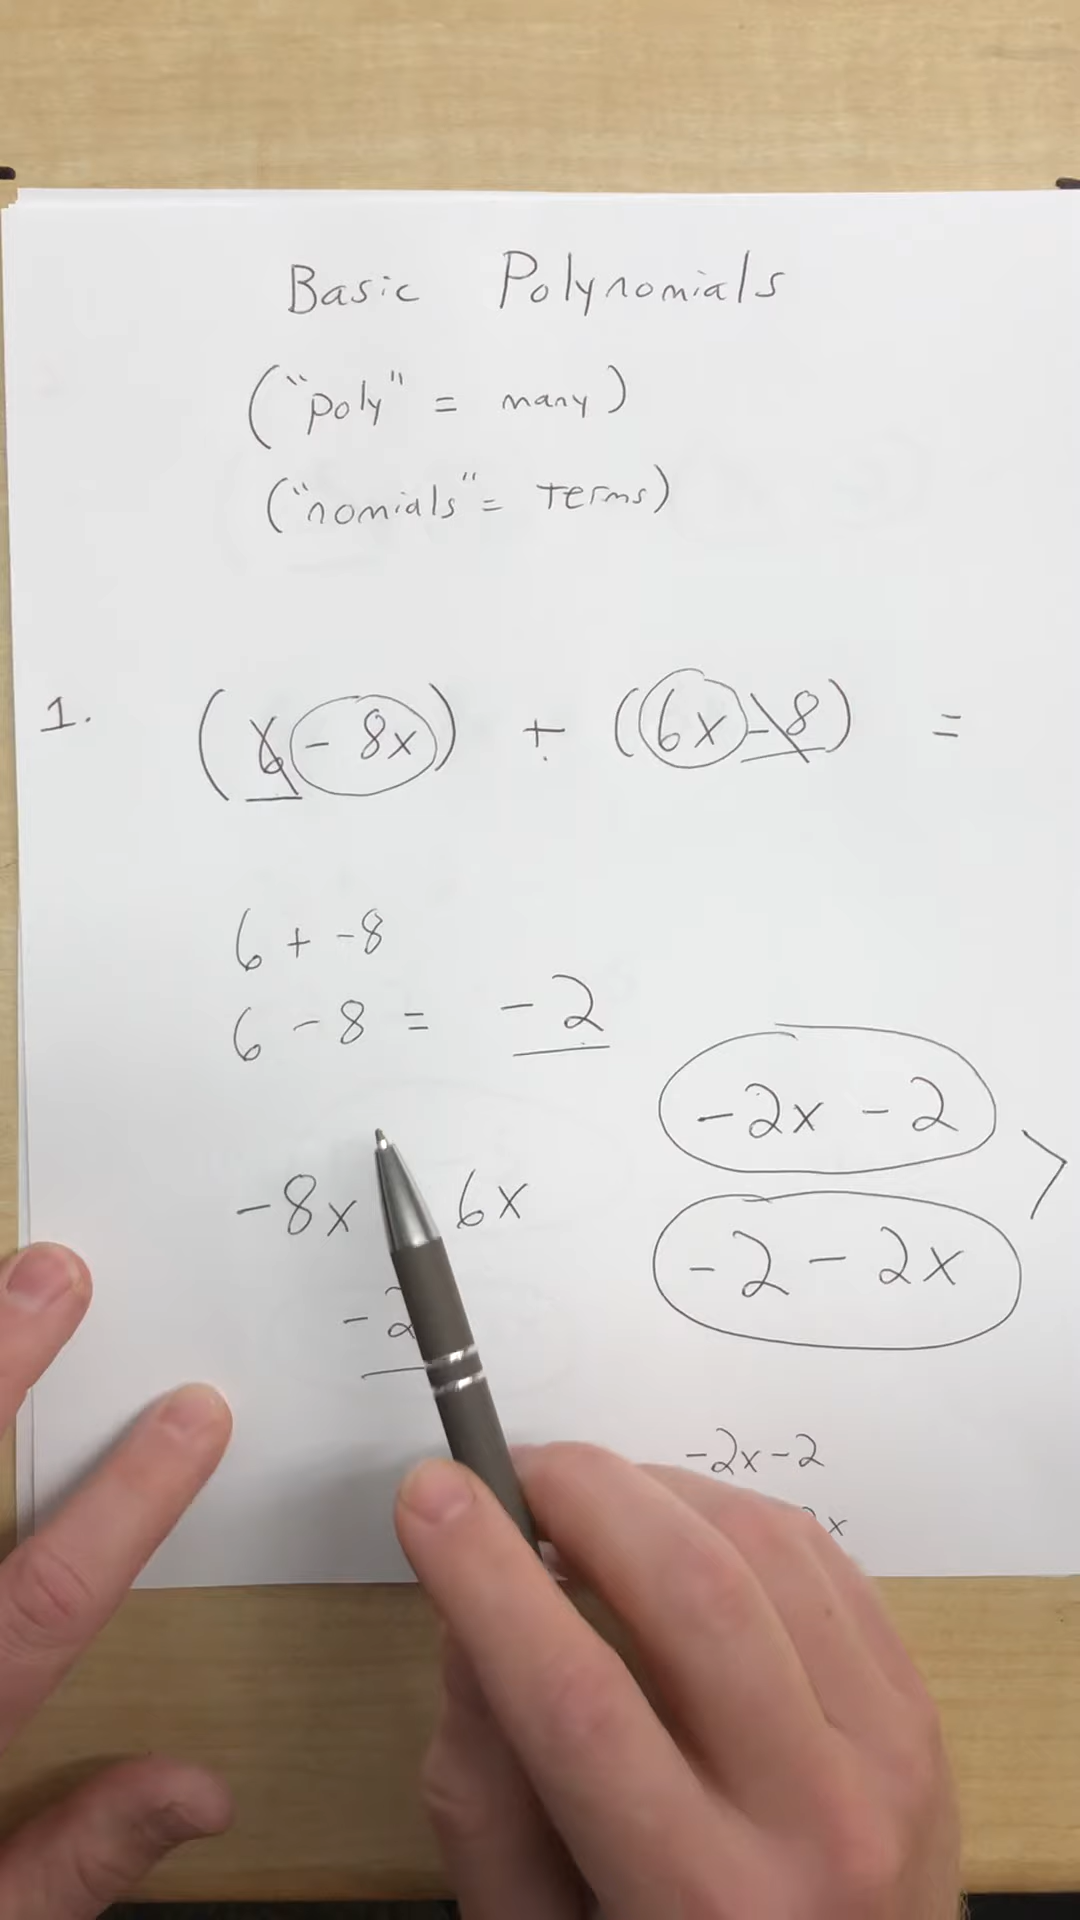 Basic Polynomials
("poly" = many)
("nomials" = terms)
1. (6 - 8x) + (6x - 8) =
6 + -8
6 - 8 = -2
-2x - 2
-8x 6x
-2 - 2x
>
-2
-2x - 2
x